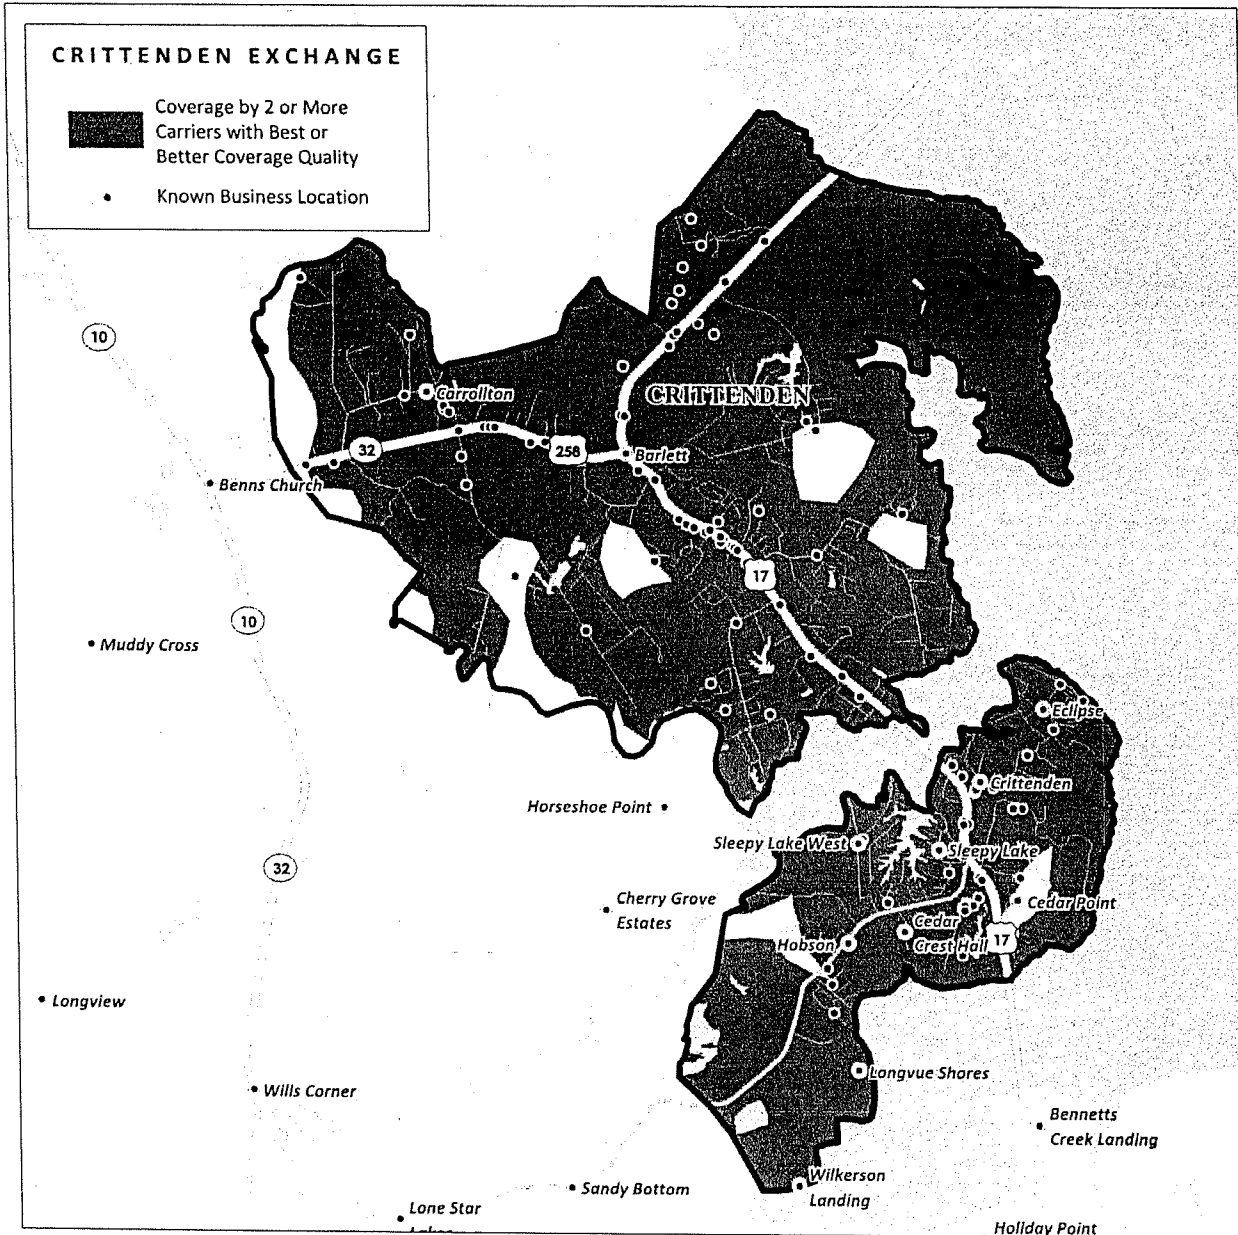 CRITTENDEN EXCHANGE
Coverage by 2 or More
Carriers with Best or
Better Coverage Quality
Known Business Location
10
Carrollton
CRITTENDEN
32
258
Barlett
Benns Church
17
10
Muddy Cross
Eclipse
Crittenden
Horseshoe Point
Sleepy Lake West
Sleepy Lake
32
Cherry Grove
Estates
Cedar Point
Cedar
Crest Hall
17
Hobson
Longview
Longvue Shores
Wills Corner
Bennetts
Creek Landing
Wilkerson
Landing
Sandy Bottom
Lone Star
Holiday Point